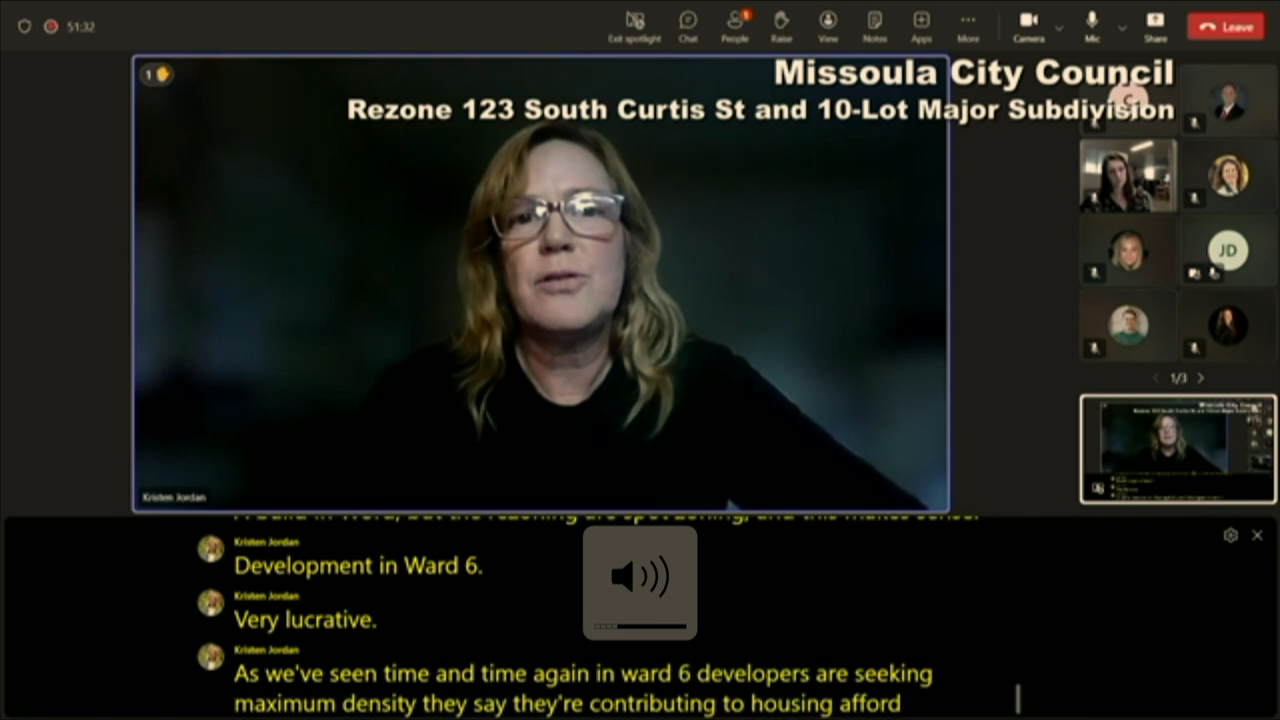 51:32
Exit spotlight
Chat
People
1
Raise
View
Notes
Apps
More
Camera
Mic
Share
Leave
1
Missoula City Council
Rezone 123 South Curtis St and 10-Lot Major Subdivision
C
JD
1/3
Kristen Jordan
Kristen Jordan
Development in Ward 6.
Kristen Jordan
Very lucrative.
Kristen Jordan
As we've seen time and time again in ward 6 developers are seeking
maximum density they say they're contributing to housing afford